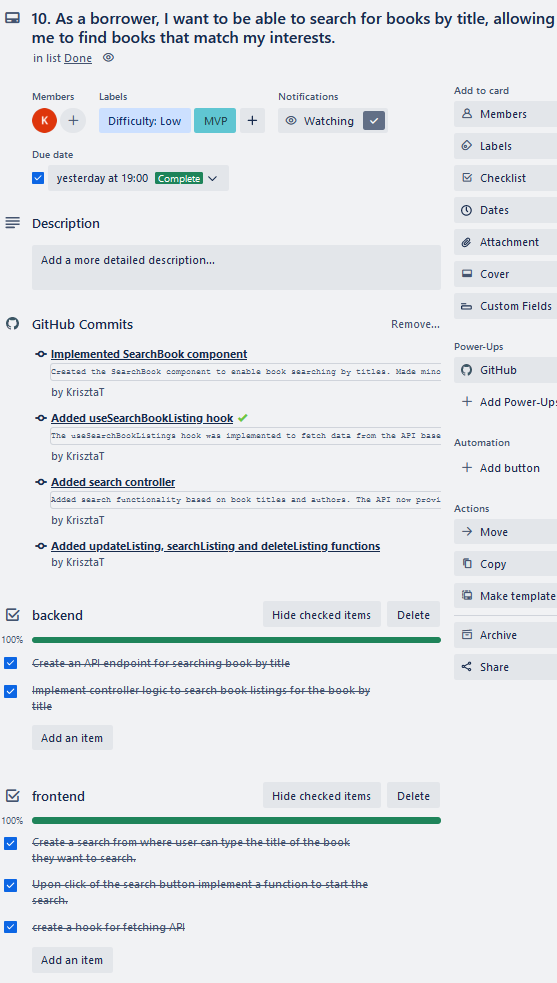 10. As a borrower, I want to be able to search for books by title, allowing
me to find books that match my interests.
in list Done
Members
Labels
Notifications
K
Difficulty: Low
MVP
Watching
Due date
yesterday at 19:00
Complete
Description
Add a more detailed description...
GitHub Commits
Remove...
Implemented SearchBook component
Created the SearchBook component to enable book searching by titles. Made mino
by KrisztaT
Added useSearchBookListing hook
The useSearchBookListings hook was implemented to fetch data from the API base
by KrisztaT
Added search controller
Added search functionality based on book titles and authors. The API now provi
by KrisztaT
Added updateListing, searchListing and deleteListing functions
by KrisztaT
backend
Hide checked items
Delete
100%
Create an API endpoint for searching book by title
Implement controller logic to search book listings for the book by
title
Add an item
frontend
Hide checked items
Delete
100%
Create a search from where user can type the title of the book
they want to search.
Upon click of the search button implement a function to start the
search.
create a hook for fetching API
Add an item
Add to card
Members
Labels
Checklist
Dates
Attachment
Cover
Custom Fields
Power-Ups
GitHub
Add Power-Ups
Automation
Add button
Actions
Move
Copy
Make template
Archive
Share